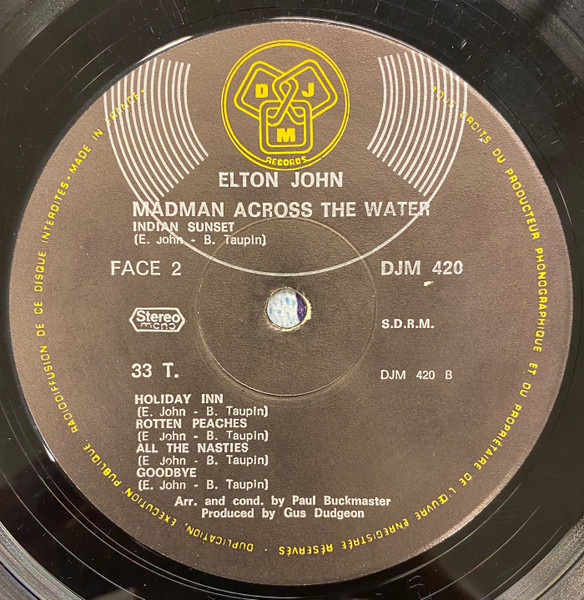 D J
M
RECORDS
ELTON JOHN
MADMAN ACROSS THE WATER
INDIAN SUNSET
(E. John - B. Taupin)
FACE 2
DJM 420
Stereo
mono
S.D.R.M.
33 T.
DJM 420 B
HOLIDAY INN
(E. John - B. Taupin)
ROTTEN PEACHES
(E. John - B. Taupin)
ALL THE NASTIES
(E. John - B. Taupin)
GOODBYE
(E. John - B. Taupin)
Arr. and cond. by Paul Buckmaster
Produced by Gus Dudgeon
TOUS DROITS DU PRODUCTEUR PHONOGRAPHIQUE ET DU PROPRIÉTAIRE DE L'ŒUVRE ENREGISTRÉE RÉSERVÉS - DUPLICATION, EXÉCUTION PUBLIQUE, RADIODIFFUSION DE CE DISQUE INTERDITES - MADE IN FRANCE -